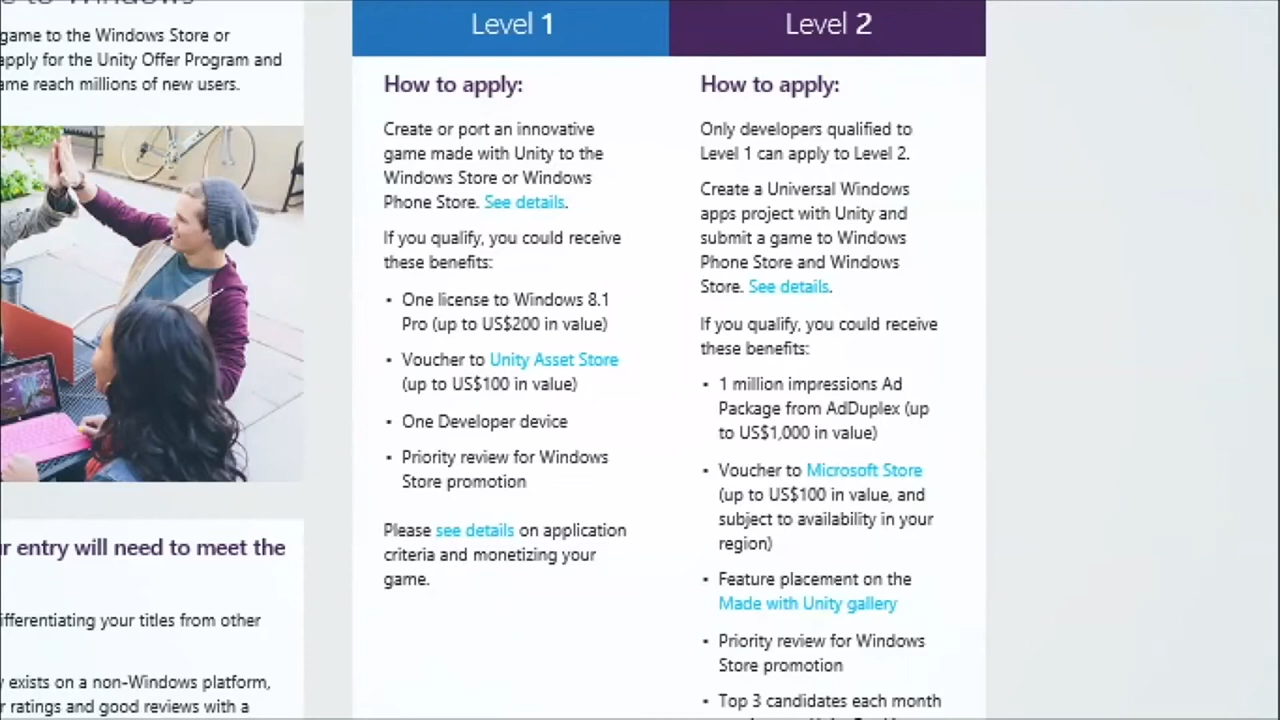 game to the Windows Store or
apply for the Unity Offer Program and
ame reach millions of new users.
r entry will need to meet the
ifferentiating your titles from other
y exists on a non-Windows platform,
r ratings and good reviews with a
Level 1
How to apply:
Create or port an innovative
game made with Unity to the
Windows Store or Windows
Phone Store. See details.
If you qualify, you could receive
these benefits:
• One license to Windows 8.1
Pro (up to US$200 in value)
• Voucher to Unity Asset Store
(up to US$100 in value)
• One Developer device
• Priority review for Windows
Store promotion
Please see details on application
criteria and monetizing your
game.
Level 2
How to apply:
Only developers qualified to
Level 1 can apply to Level 2.
Create a Universal Windows
apps project with Unity and
submit a game to Windows
Phone Store and Windows
Store. See details.
If you qualify, you could receive
these benefits:
• 1 million impressions Ad
Package from AdDuplex (up
to US$1,000 in value)
• Voucher to Microsoft Store
(up to US$100 in value, and
subject to availability in your
region)
• Feature placement on the
Made with Unity gallery
• Priority review for Windows
Store promotion
• Top 3 candidates each month